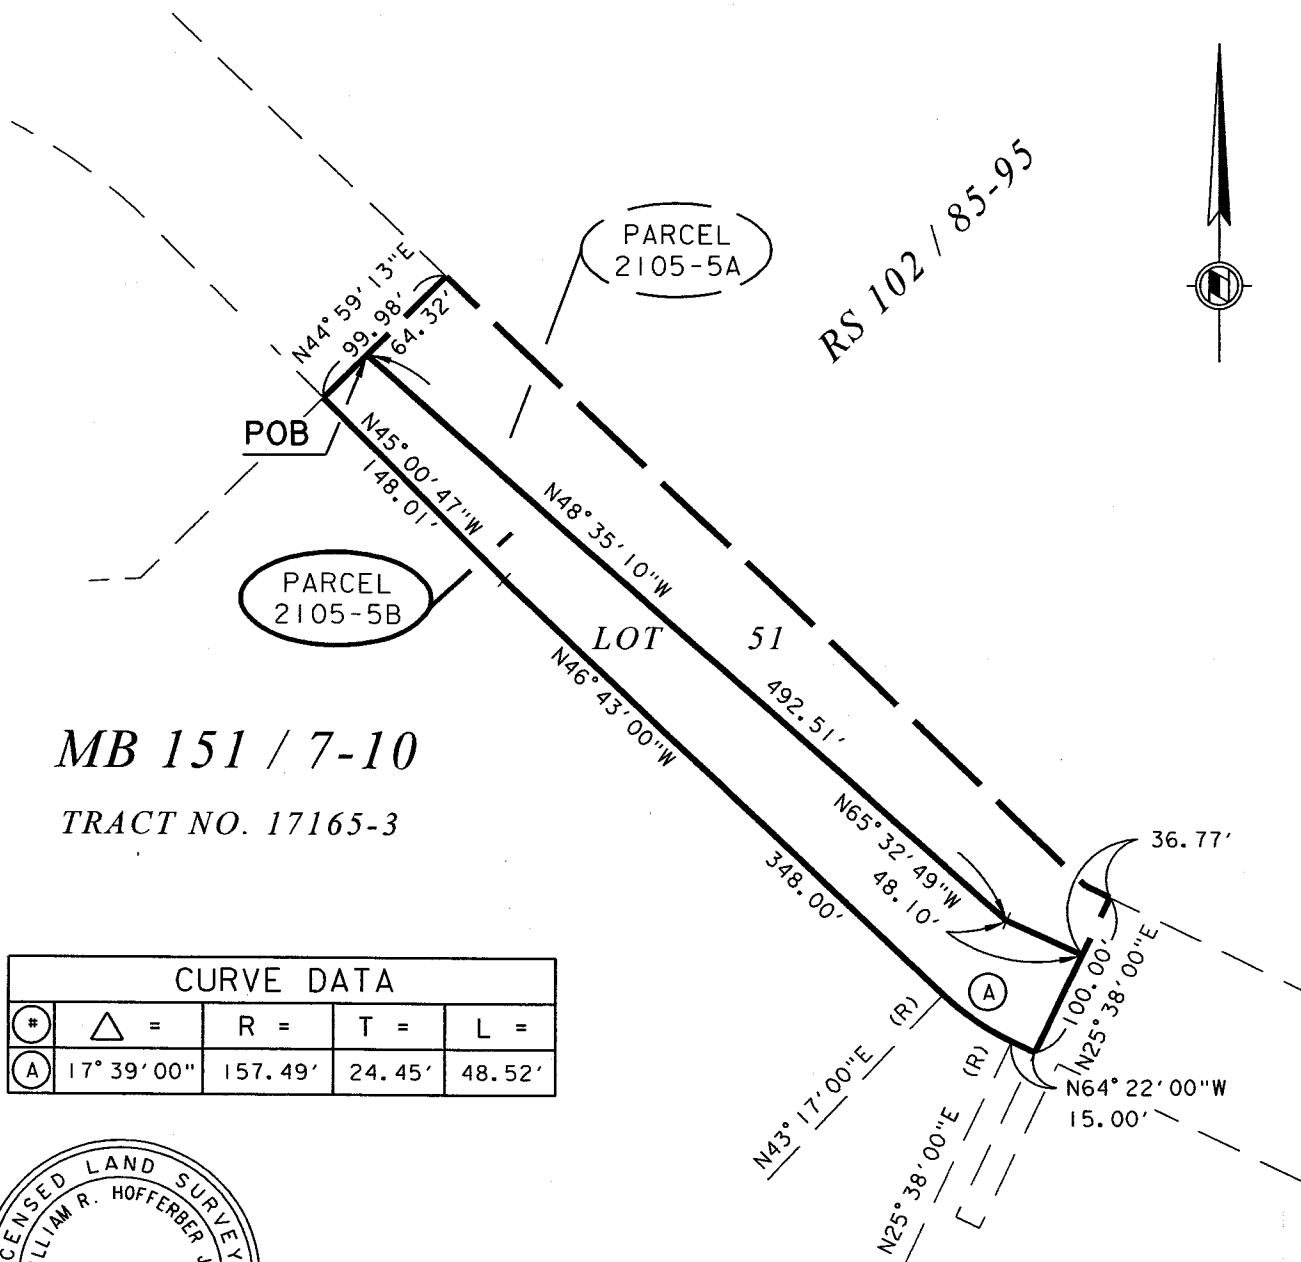 RS 102 / 85-95
PARCEL
2105-5A
N44°59'13"E
99.98'
64.32'
POB
N45°00'47"W
148.01'
N48°35'10"W
492.51'
PARCEL
2105-5B
LOT 51
N46°43'00"W
348.00'
MB 151 / 7-10
TRACT NO. 17165-3
N65°32'49"W
48.10'
36.77'
A
100.00'
N25°38'00"E
(R)
(R)
N64°22'00"W
15.00'
N43°17'00"E
N25°38'00"E
CURVE DATA
# △ = R = T = L =
A 17°39'00" 157.49' 24.45' 48.52'
CENSED LAND SURVEY
LLIAM R. HOFFERBER J